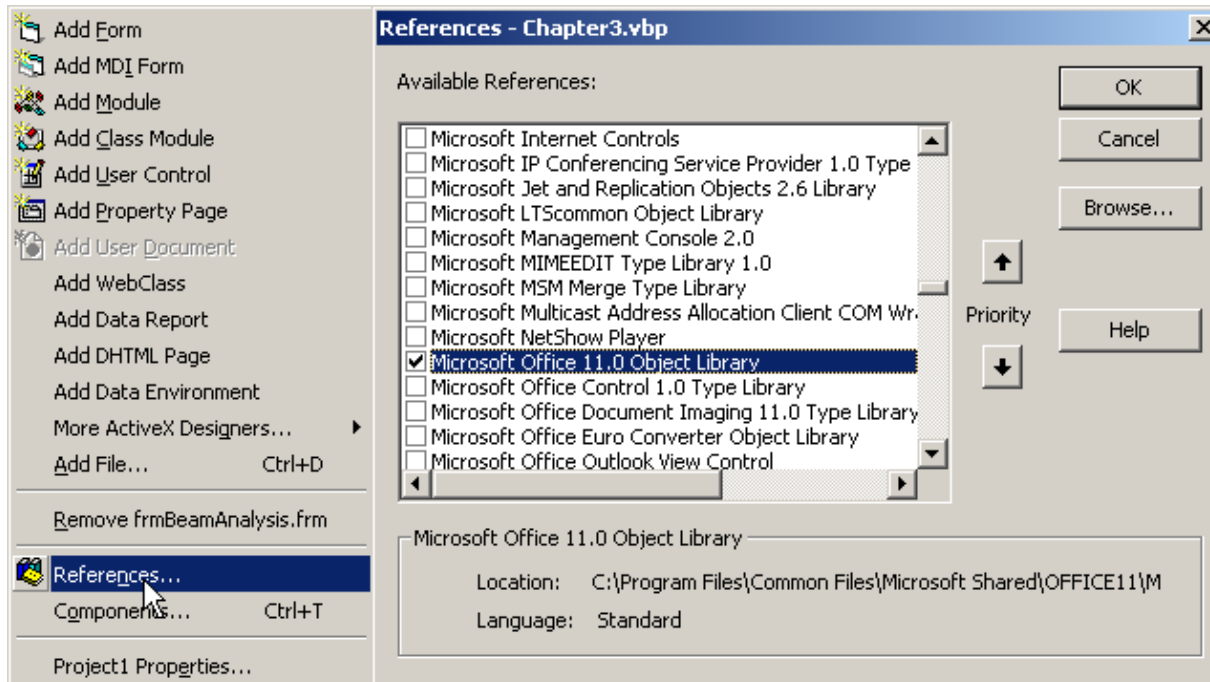 Add Form
Add MDI Form
Add Module
Add Class Module
Add User Control
Add Property Page
Add User Document
Add WebClass
Add Data Report
Add DHTML Page
Add Data Environment
More ActiveX Designers...
Add File... Ctrl+D
Remove frmBeamAnalysis.frm
References...
Components... Ctrl+T
Project1 Properties...
References - Chapter3.vbp
Available References:
Microsoft Internet Controls
Microsoft IP Conferencing Service Provider 1.0 Type
Microsoft Jet and Replication Objects 2.6 Library
Microsoft LTScommon Object Library
Microsoft Management Console 2.0
Microsoft MIMEEDIT Type Library 1.0
Microsoft MSM Merge Type Library
Microsoft Multicast Address Allocation Client COM Wr
Microsoft NetShow Player
Microsoft Office 11.0 Object Library
Microsoft Office Control 1.0 Type Library
Microsoft Office Document Imaging 11.0 Type Library
Microsoft Office Euro Converter Object Library
Microsoft Office Outlook View Control
OK
Cancel
Browse...
Priority
Help
Microsoft Office 11.0 Object Library
Location: C:\Program Files\Common Files\Microsoft Shared\OFFICE11\M
Language: Standard